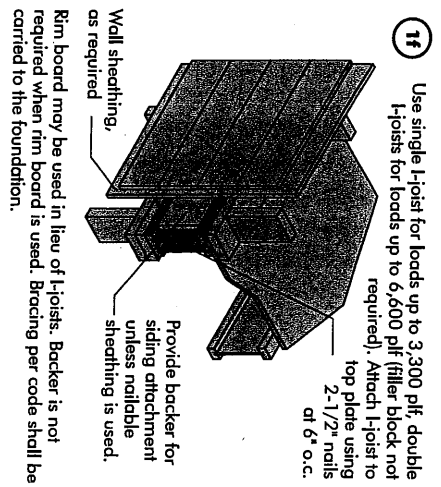 1f
Use single I-joist for loads up to 3,300 plf, double
I-joists for loads up to 6,600 plf (filler block not
required). Attach I-joist to
top plate using
2-1/2" nails
at 6" o.c.
Wall sheathing,
as required
Provide backer for
siding attachment
unless nailable
sheathing is used.
Rim board may be used in lieu of I-joists. Backer is not
required when rim board is used. Bracing per code shall be
carried to the foundation.